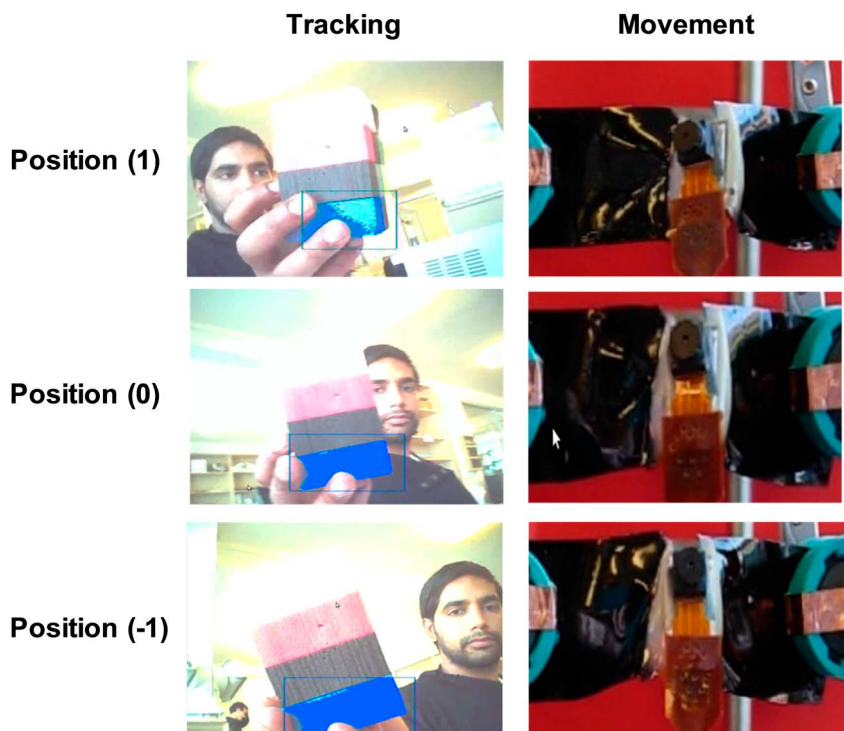 Tracking Movement
Position (1)
Position (0)
Position (-1)